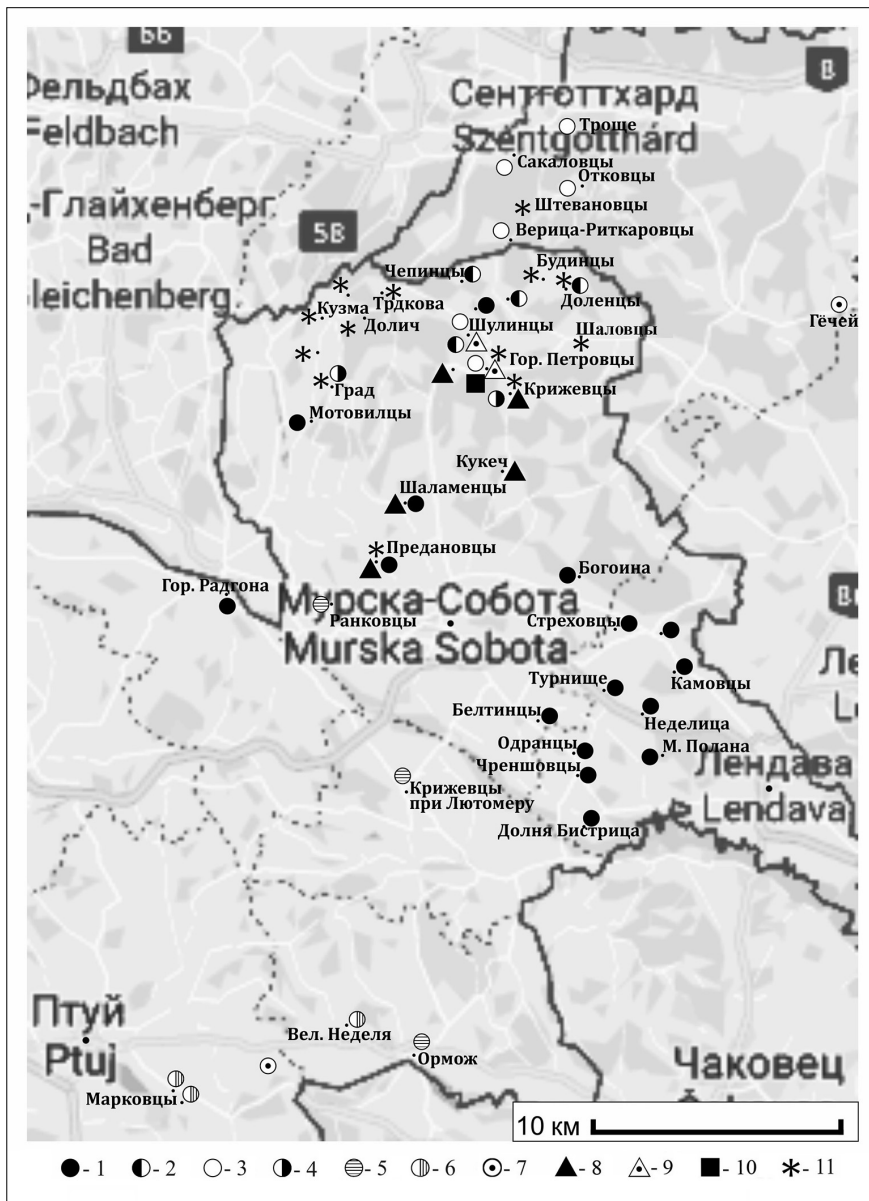 66
8
Фельдбах
Feldbach
Сентготтхард
Szentgotthárd
Троще
Сакаловцы
Отковцы
Штевановцы
Глайхенберг
Bad
Gleichenberg
58
Верица-Риткаровцы
Чепинцы
Будинцы
Доленцы
Трдкова
Кузма
Долич
Шулинцы
Шаловцы
Гёчей
Гор. Петровцы
Град
Крижевцы
Мотовилцы
Кукеч
Шаламенцы
Предановцы
Богоина
Гор. Радгона
Мурска-Собота
Ранковцы
Стреховцы
Murska Sobota
Турнище
Камовцы
Белтинцы
Неделица
Одранцы
М. Полана
Чреншовцы
Лендава
Lendava
Крижевцы
при Лютомеру
Долня Бистрица
Птуй
Ptuj
Вел. Неделя
Ормож
Марковцы
Чаковец
10 км
- 1 - 2 - 3 - 4 - 5 - 6 - 7 - 8 - 9 - 10 - 11